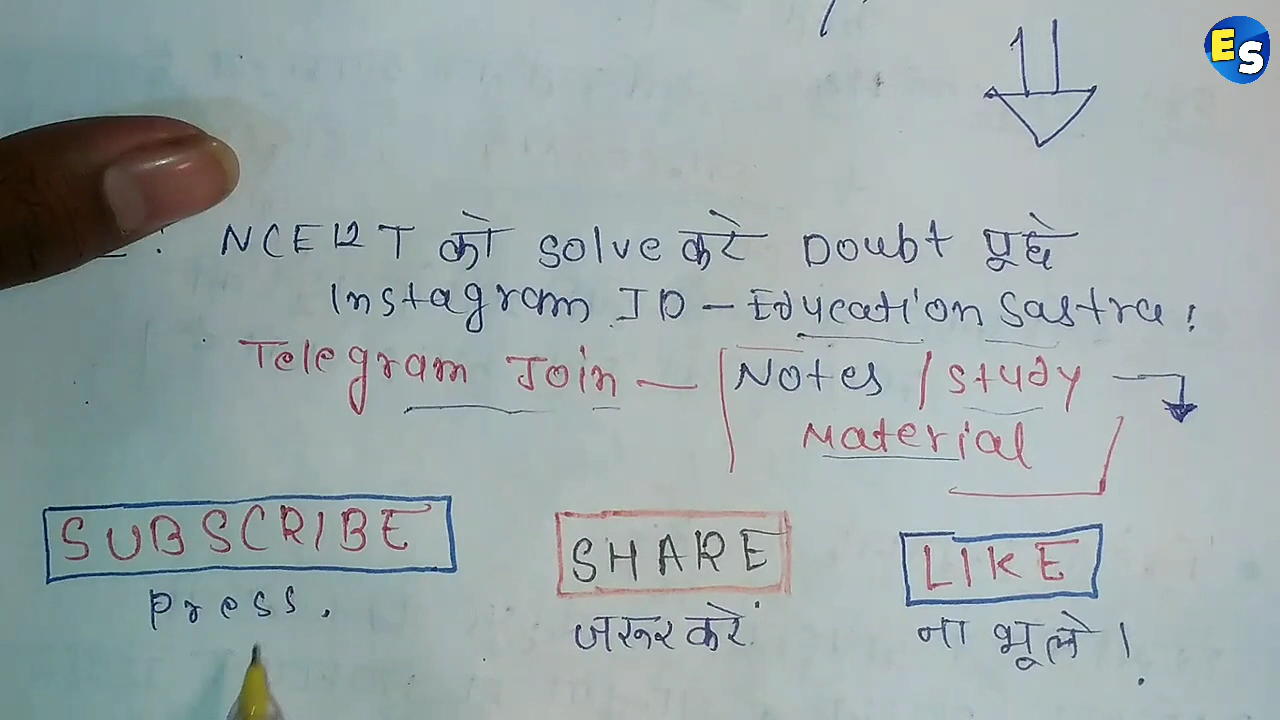 ES
NCERT को solve करे Doubt पूछे
Instagram ID - Education Sastra !
Telegram Join - Notes / Study
Material
SUBSCRIBE SHARE LIKE
Press . जरूर करें ना भूले !